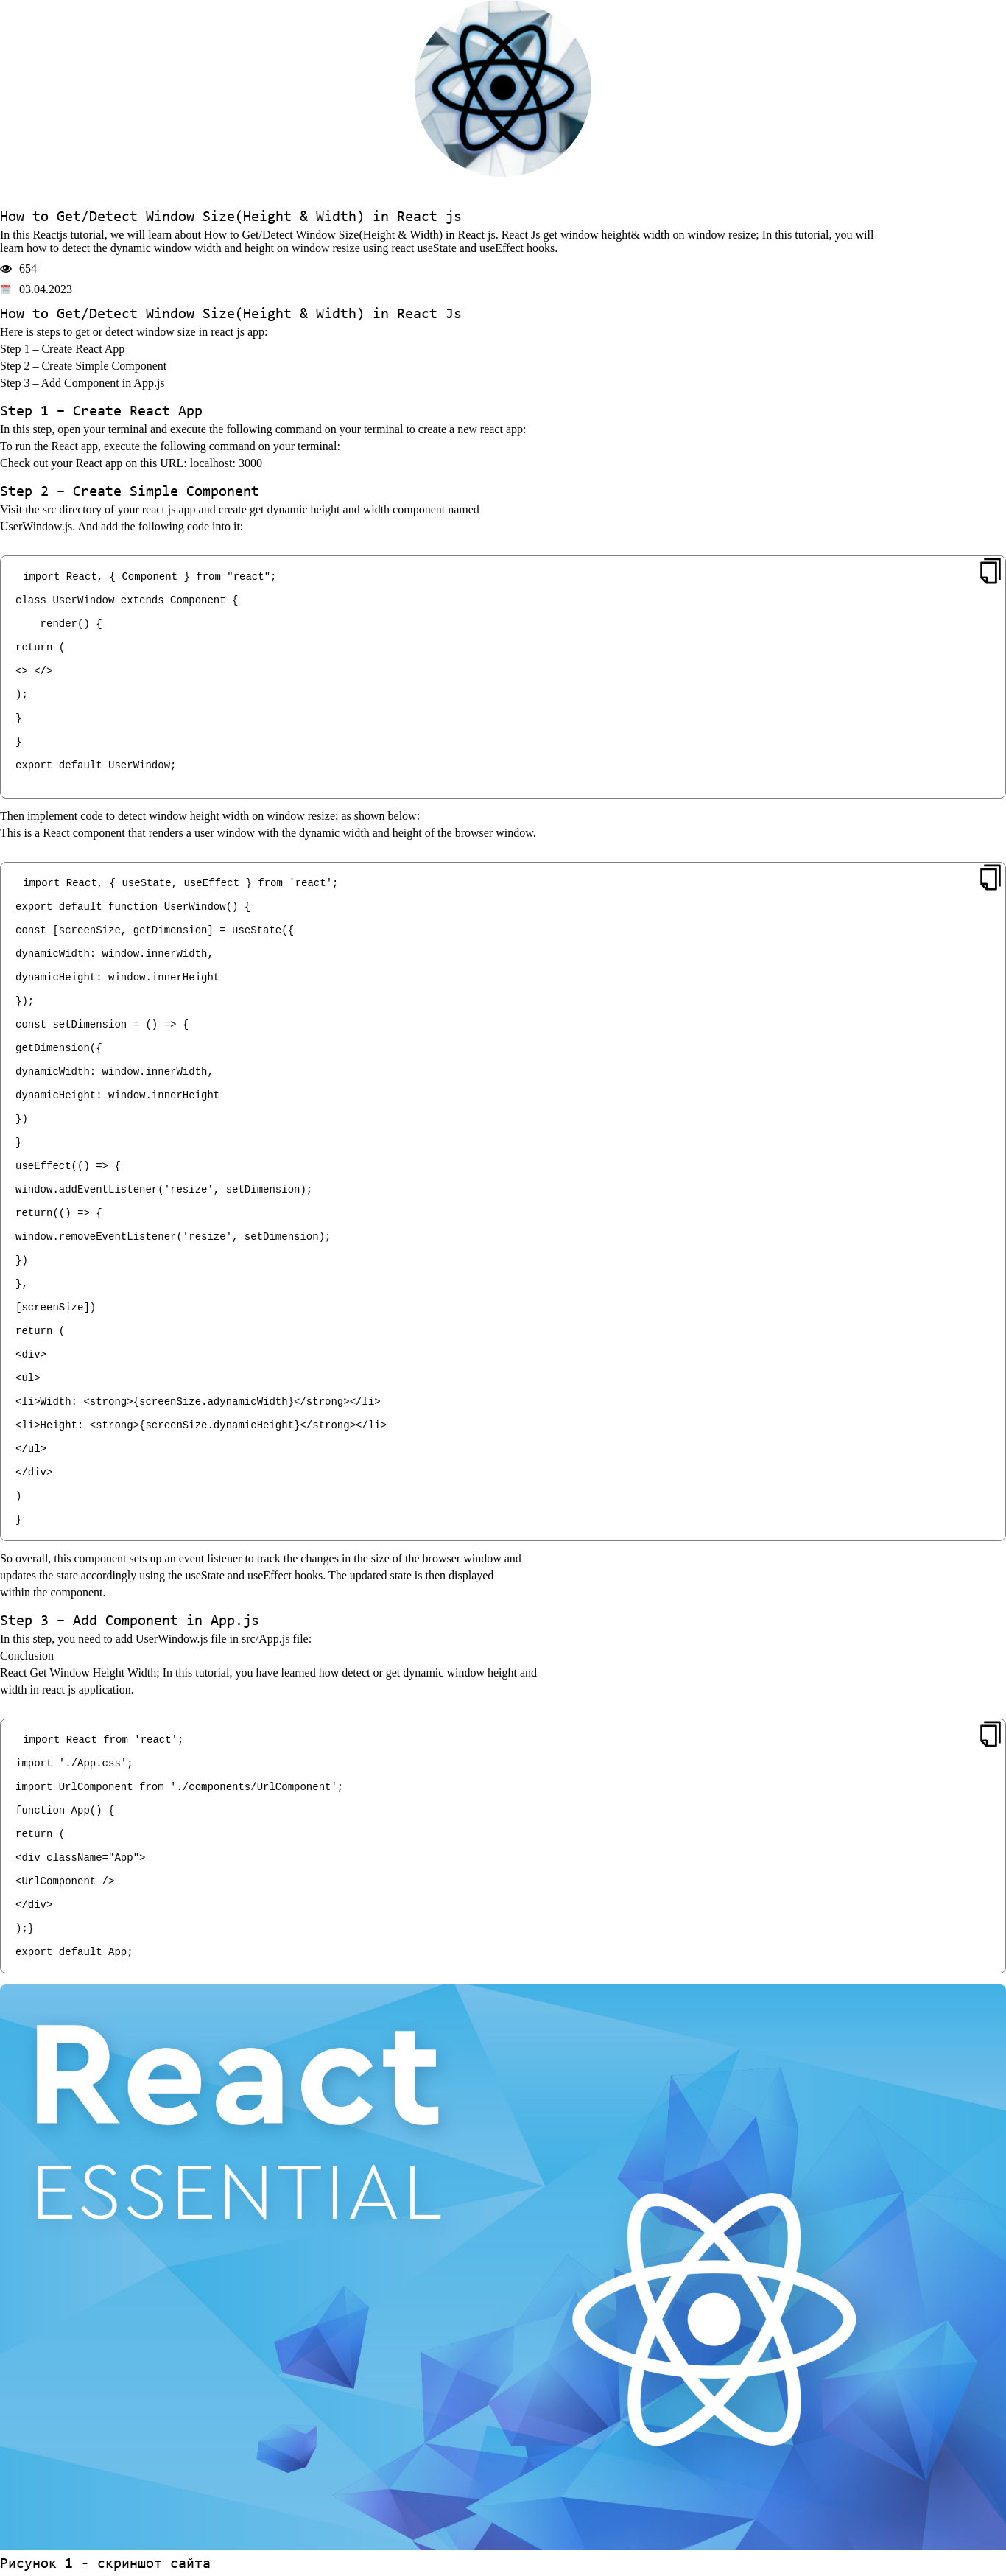 How to Get/Detect Window Size(Height & Width) in React js
In this Reactjs tutorial, we will learn about How to Get/Detect Window Size(Height & Width) in React js. React Js get window height& width on window resize; In this tutorial, you will
learn how to detect the dynamic window width and height on window resize using react useState and useEffect hooks.
654
03.04.2023
How to Get/Detect Window Size(Height & Width) in React Js
Here is steps to get or detect window size in react js app:
Step 1 – Create React App
Step 2 – Create Simple Component
Step 3 – Add Component in App.js
Step 1 – Create React App
In this step, open your terminal and execute the following command on your terminal to create a new react app:
To run the React app, execute the following command on your terminal:
Check out your React app on this URL: localhost: 3000
Step 2 – Create Simple Component
Visit the src directory of your react js app and create get dynamic height and width component named
UserWindow.js. And add the following code into it:
import React, { Component } from "react";
class UserWindow extends Component {
render() {
return (
<> </>
);
}
}
export default UserWindow;
Then implement code to detect window height width on window resize; as shown below:
This is a React component that renders a user window with the dynamic width and height of the browser window.
import React, { useState, useEffect } from 'react';
export default function UserWindow() {
const [screenSize, getDimension] = useState({
dynamicWidth: window.innerWidth,
dynamicHeight: window.innerHeight
});
const setDimension = () => {
getDimension({
dynamicWidth: window.innerWidth,
dynamicHeight: window.innerHeight
})
}
useEffect(() => {
window.addEventListener('resize', setDimension);
return(() => {
window.removeEventListener('resize', setDimension);
})
},
[screenSize])
return (
<div>
<ul>
<li>Width: <strong>{screenSize.adynamicWidth}</strong></li>
<li>Height: <strong>{screenSize.dynamicHeight}</strong></li>
</ul>
</div>
)
}
So overall, this component sets up an event listener to track the changes in the size of the browser window and
updates the state accordingly using the useState and useEffect hooks. The updated state is then displayed
within the component.
Step 3 – Add Component in App.js
In this step, you need to add UserWindow.js file in src/App.js file:
Conclusion
React Get Window Height Width; In this tutorial, you have learned how detect or get dynamic window height and
width in react js application.
import React from 'react';
import './App.css';
import UrlComponent from './components/UrlComponent';
function App() {
return (
<div className="App">
<UrlComponent />
</div>
);}
export default App;
React
ESSENTIAL
Рисунок 1 - скриншот сайта